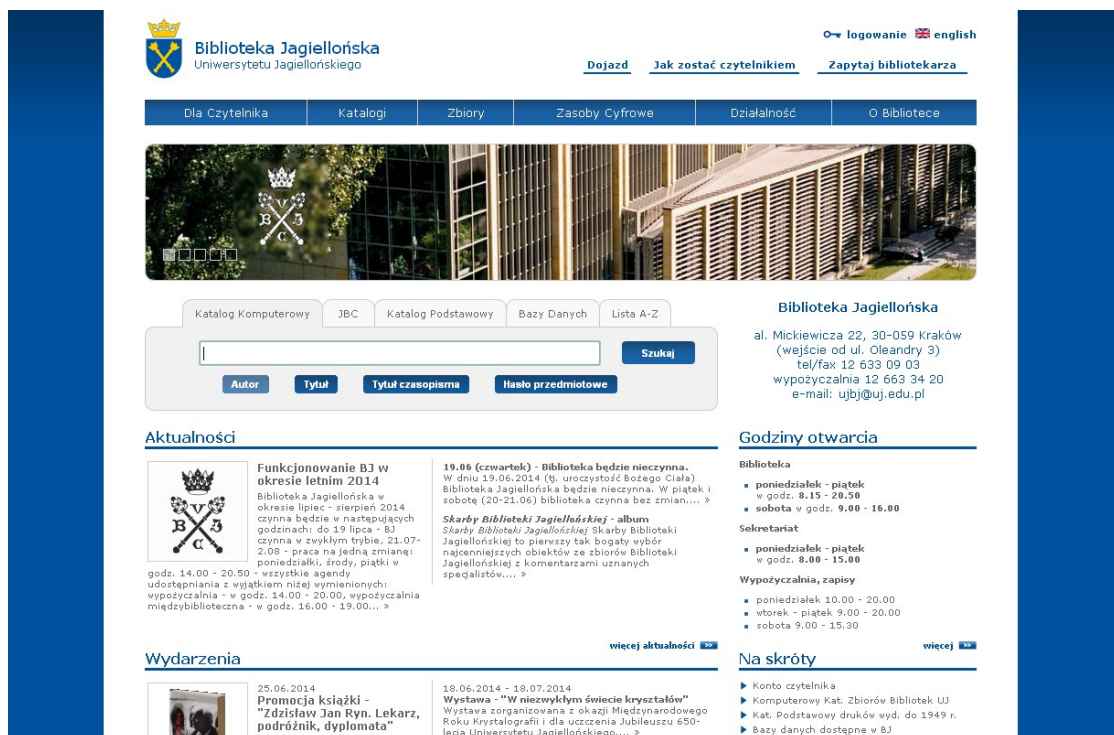 Biblioteka Jagiellońska
Uniwersytetu Jagiellońskiego
logowanie english
Dojazd Jak zostać czytelnikiem Zapytaj bibliotekarza
Dla Czytelnika Katalogi Zbiory Zasoby Cyfrowe Działalność O Bibliotece
V
B J
C
Katalog Komputerowy JBC Katalog Podstawowy Bazy Danych Lista A-Z
Szukaj
Autor Tytuł Tytuł czasopisma Hasło przedmiotowe
Biblioteka Jagiellońska
al. Mickiewicza 22, 30-059 Kraków
(wejście od ul. Oleandry 3)
tel/fax 12 633 09 03
wypożyczalnia 12 663 34 20
e-mail: ujbj@uj.edu.pl
Aktualności
V
B J
C
Funkcjonowanie BJ w
okresie letnim 2014
Biblioteka Jagiellońska w
okresie lipiec - sierpień 2014
czynna będzie w następujących
godzinach: do 19 lipca - BJ
czynna w zwykłym trybie, 21.07-
2.08 - praca na jedną zmianę:
poniedziałki, środy, piątki w
godz. 14.00 - 20.50 - wszystkie agendy
udostępniania z wyjątkiem niżej wymienionych:
wypożyczalnia - w godz. 14.00 - 20.00, wypożyczalnia
międzybiblioteczna - w godz. 16.00 - 19.00... »
19.06 (czwartek) - Biblioteka będzie nieczynna.
W dniu 19.06.2014 (tj. uroczystość Bożego Ciała)
Biblioteka Jagiellońska będzie nieczynna. W piątek i
sobotę (20-21.06) biblioteka czynna bez zmian.... »
Skarby Biblioteki Jagiellońskiej - album
Skarby Biblioteki Jagiellońskiej Skarby Biblioteki
Jagiellońskiej to pierwszy tak bogaty wybór
najcenniejszych obiektów ze zbiorów Biblioteki
Jagiellońskiej z komentarzami uznanych
specjalistów.... »
więcej aktualności
Godziny otwarcia
Biblioteka
poniedziałek - piątek
w godz. 8.15 - 20.50
sobota w godz. 9.00 - 16.00
Sekretariat
poniedziałek - piątek
w godz. 8.00 - 15.00
Wypożyczalnia, zapisy
poniedziałek 10.00 - 20.00
wtorek - piątek 9.00 - 20.00
sobota 9.00 - 15.30
więcej
Wydarzenia
25.06.2014
Promocja książki -
"Zdzisław Jan Ryn. Lekarz,
podróżnik, dyplomata"
18.06.2014 - 18.07.2014
Wystawa - "W niezwykłym świecie kryształów"
Wystawa zorganizowana z okazji Międzynarodowego
Roku Krystalografii i dla uczczenia Jubileuszu 650-
lecia Uniwersytetu Jagiellońskiego.... »
Na skróty
Konto czytelnika
Komputerowy Kat. Zbiorów Bibliotek UJ
Kat. Podstawowy druków wyd. do 1949 r.
Bazy danych dostępne w BJ